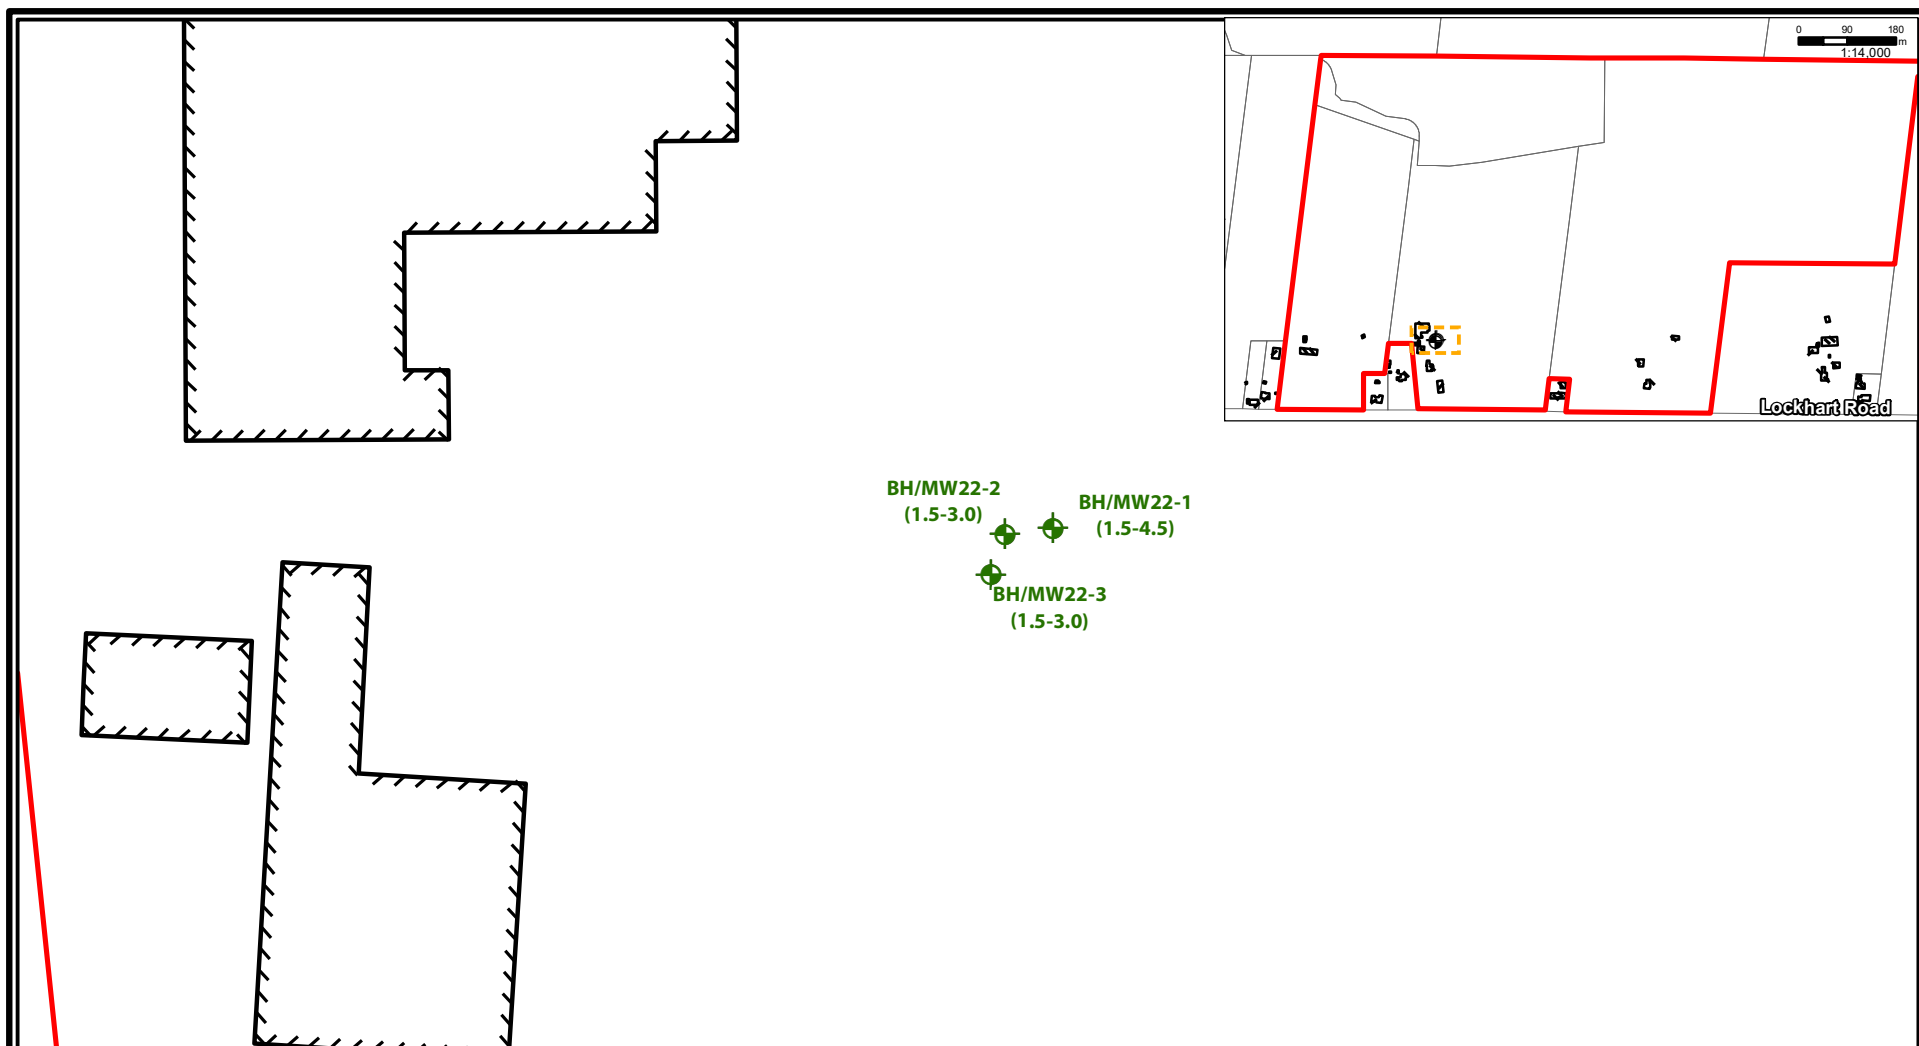 0 90 180
m
1:14,000
Lockhart Road
BH/MW22-2
(1.5-3.0)
BH/MW22-1
(1.5-4.5)
BH/MW22-3
(1.5-3.0)